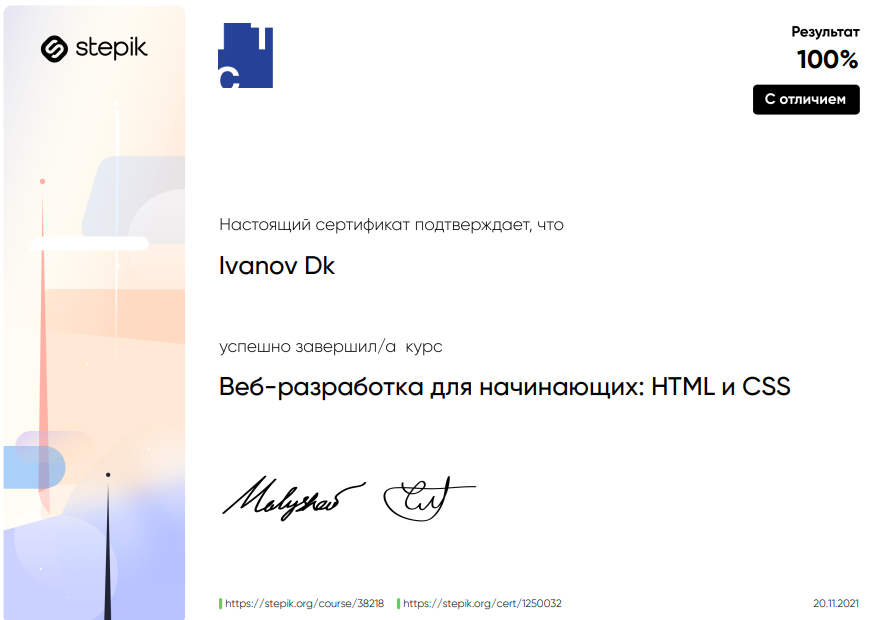 stepik
с
Результат
100%
С отличием
Настоящий сертификат подтверждает, что
Ivanov Dk
успешно завершил/а курс
Веб-разработка для начинающих: HTML и CSS
Malyshev
https://stepik.org/course/38218 https://stepik.org/cert/1250032 20.11.2021